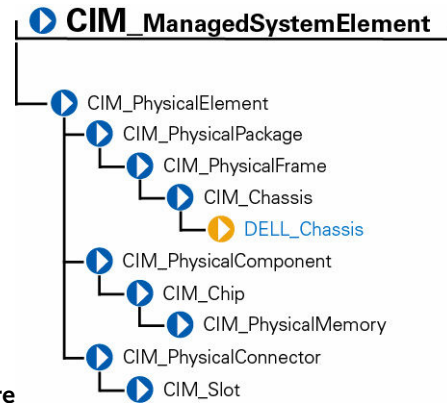 CIM_ManagedSystemElement
CIM_PhysicalElement
CIM_PhysicalPackage
CIM_PhysicalFrame
CIM_Chassis
DELL_Chassis
CIM_PhysicalComponent
CIM_Chip
CIM_PhysicalMemory
CIM_PhysicalConnector
CIM_Slot